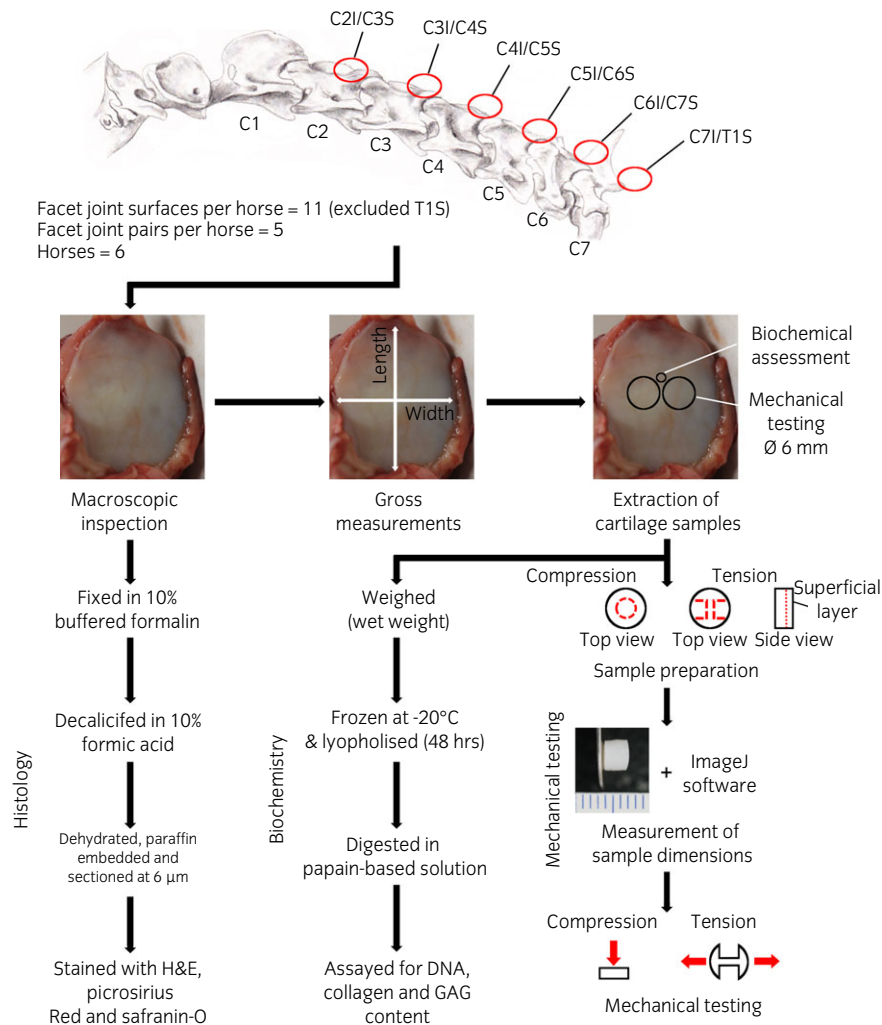 C2I/C3S
C3I/C4S
C4I/C5S
C5I/C6S
C6I/C7S
C7I/T1S
C1
C2
C3
C4
C5
C6
C7
Facet joint surfaces per horse = 11 (excluded T1S)
Facet joint pairs per horse = 5
Horses = 6
Length
Width
Biochemical
assessment
Mechanical
testing
Ø 6 mm
Macroscopic
inspection
Gross
measurements
Extraction of
cartilage samples
Histology
Fixed in 10%
buffered formalin
Decalicifed in 10%
formic acid
Dehydrated, paraffin
embedded and
sectioned at 6 µm
Stained with H&E,
picrosirius
Red and safranin-O
Biochemistry
Weighed
(wet weight)
Frozen at -20°C
& lyopholised (48 hrs)
Digested in
papain-based solution
Assayed for DNA,
collagen and GAG
content
Mechanical testing
Compression
Tension
Superficial
layer
Top view
Top view
Side view
Sample preparation
+
ImageJ
software
Measurement of
sample dimensions
Compression
Tension
Mechanical testing